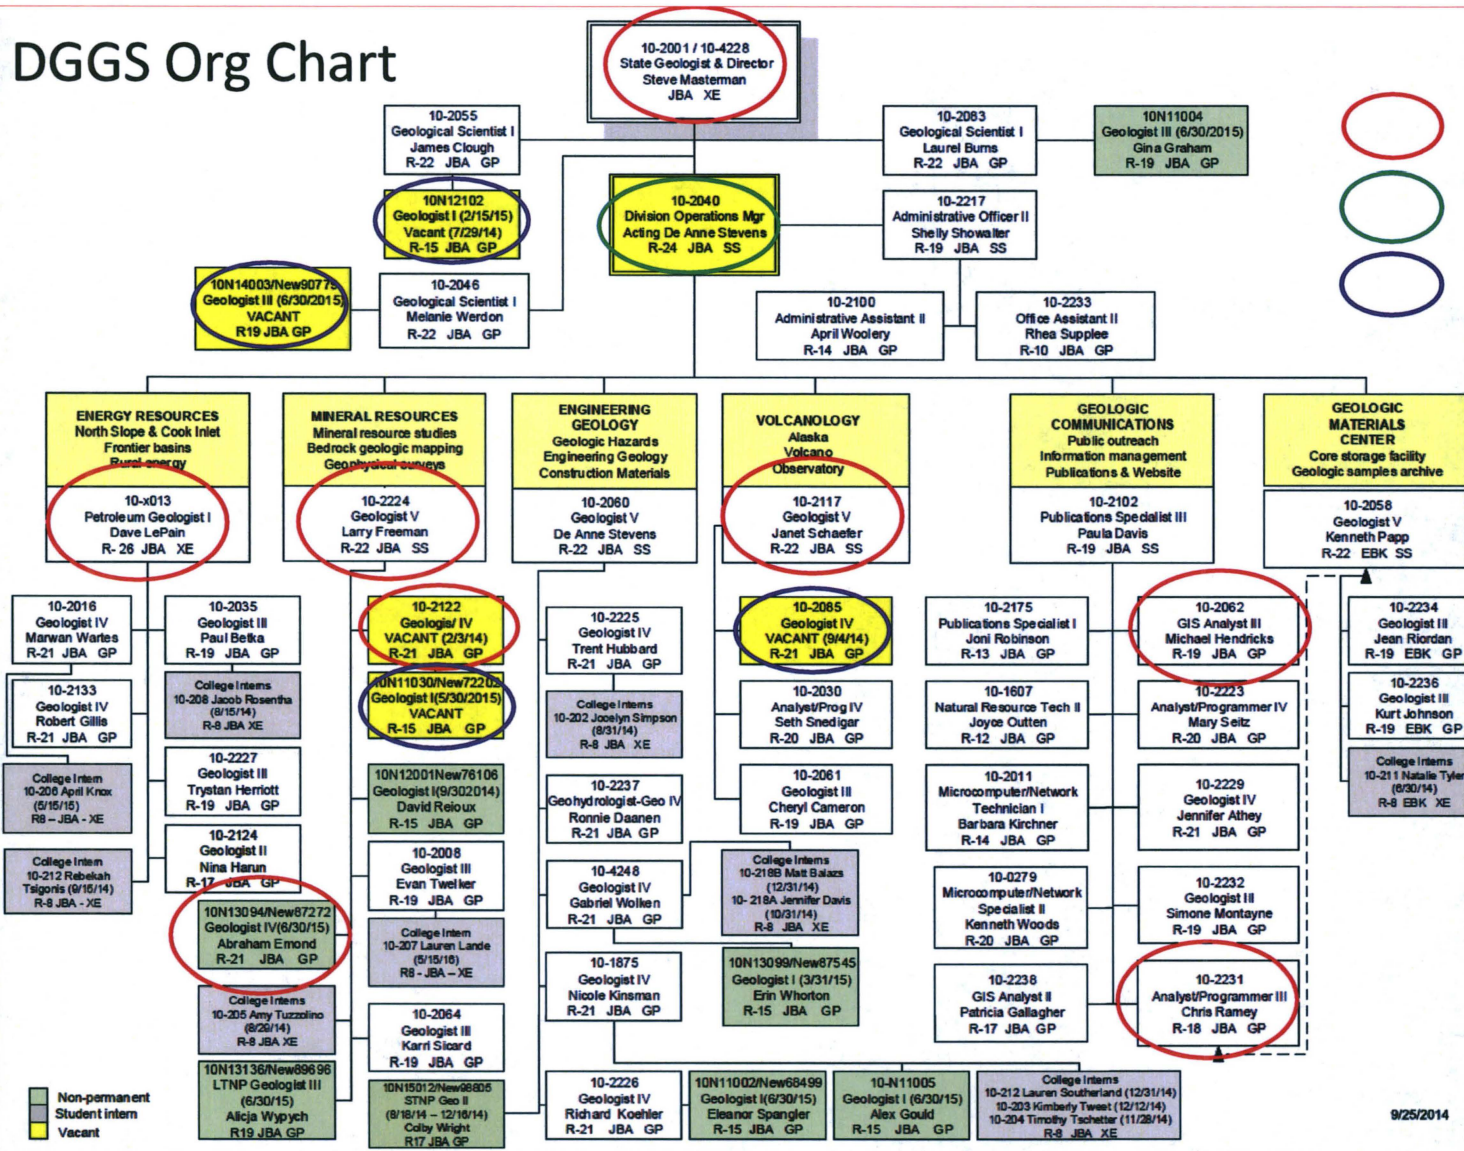 DGGS Org Chart
10-2001 / 10-4228
State Geologist & Director
Steve Masterman
JBA XE
10-2055
Geological Scientist I
James Clough
R-22 JBA GP
10-2083
Geological Scientist I
Laurel Burns
R-22 JBA GP
10N11004
Geologist III (6/30/2015)
Gina Graham
R-19 JBA GP
10N12102
Geologist I (2/15/15)
Vacant (7/29/14)
R-15 JBA GP
10-2040
Division Operations Mgr
Acting De Anne Stevens
R-24 JBA SS
10-2217
Administrative Officer II
Shelly Showalter
R-19 JBA SS
10N14003/New90775
Geologist III (6/30/2015)
VACANT
R19 JBA GP
10-2046
Geological Scientist I
Melanie Werdon
R-22 JBA GP
10-2100
Administrative Assistant II
April Woolery
R-14 JBA GP
10-2233
Office Assistant II
Rhea Supplee
R-10 JBA GP
ENERGY RESOURCES
North Slope & Cook Inlet
Frontier basins
Rural energy
10-x013
Petroleum Geologist I
Dave LePain
R- 26 JBA XE
MINERAL RESOURCES
Mineral resource studies
Bedrock geologic mapping
Geophysical surveys
10-2224
Geologist V
Larry Freeman
R-22 JBA SS
ENGINEERING
GEOLOGY
Geologic Hazards
Engineering Geology
Construction Materials
10-2060
Geologist V
De Anne Stevens
R-22 JBA SS
VOLCANOLOGY
Alaska
Volcano
Observatory
10-2117
Geologist V
Janet Schaefer
R-22 JBA SS
GEOLOGIC
COMMUNICATIONS
Public outreach
Information management
Publications & Website
10-2102
Publications Specialist III
Paula Davis
R-19 JBA SS
GEOLOGIC
MATERIALS
CENTER
Core storage facility
Geologic samples archive
10-2058
Geologist V
Kenneth Papp
R-22 EBK SS
10-2016
Geologist IV
Marwan Wartes
R-21 JBA GP
10-2035
Geologist III
Paul Betka
R-19 JBA GP
10-2133
Geologist IV
Robert Gillis
R-21 JBA GP
College Interns
10-208 Jacob Rosentha
(8/15/14)
R-8 JBA XE
College Intern
10-206 April Knox
(5/15/15)
R8 – JBA - XE
10-2227
Geologist III
Trystan Herriott
R-19 JBA GP
College Intern
10-212 Rebekah
Tsigonis (9/15/14)
R-8 JBA - XE
10-2124
Geologist II
Nina Harun
R-17 JBA GP
10N13094/New87272
Geologist IV(6/30/15)
Abraham Emond
R-21 JBA GP
College Interns
10-205 Amy Tuzzolino
(8/29/14)
R-8 JBA XE
10N13136/New89696
LTNP Geologist III
(6/30/15)
Alicja Wypych
R19 JBA GP
10-2122
Geologis/ IV
VACANT (2/3/14)
R-21 JBA GP
10N11030/New72202
Geologist I(5/30/2015)
VACANT
R-15 JBA GP
10N12001New76106
Geologist I(9/302014)
David Reioux
R-15 JBA GP
10-2008
Geologist III
Evan Twelker
R-19 JBA GP
College Intern
10-207 Lauren Lande
(5/15/16)
R8 - JBA – XE
10-2064
Geologist III
Karri Sicard
R-19 JBA GP
10N15012/New98805
STNP Geo II
(8/18/14 – 12/16/14)
Colby Wright
R17 JBA GP
10-2225
Geologist IV
Trent Hubbard
R-21 JBA GP
College Interns
10-202 Jocelyn Simpson
(8/31/14)
R-8 JBA XE
10-2237
Geohydrologist-Geo IV
Ronnie Daanen
R-21 JBA GP
10-4248
Geologist IV
Gabriel Wolken
R-21 JBA GP
College Interns
10-218B Matt Balazs
(12/31/14)
10- 218A Jennifer Davis
(10/31/14)
R-8 JBA XE
10N13099/New87545
Geologist I (3/31/15)
Erin Whorton
R-15 JBA GP
10-1875
Geologist IV
Nicole Kinsman
R-21 JBA GP
10-2226
Geologist IV
Richard Koehler
R-21 JBA GP
10N11002/New68499
Geologist I(6/30/15)
Eleanor Spangler
R-15 JBA GP
10-N11005
Geologist I (6/30/15)
Alex Gould
R-15 JBA GP
College Interns
10-212 Lauren Southerland (12/31/14)
10-203 Kimberly Tweet (12/12/14)
10-204 Timothy Tschetter (11/28/14)
R-8 JBA XE
10-2085
Geologist IV
VACANT (9/4/14)
R-21 JBA GP
10-2030
Analyst/Prog IV
Seth Snedigar
R-20 JBA GP
10-2061
Geologist III
Cheryl Cameron
R-19 JBA GP
10-2175
Publications Specialist I
Joni Robinson
R-13 JBA GP
10-2062
GIS Analyst III
Michael Hendricks
R-19 JBA GP
10-1607
Natural Resource Tech II
Joyce Outten
R-12 JBA GP
10-2223
Analyst/Programmer IV
Mary Seitz
R-20 JBA GP
10-2011
Microcomputer/Network
Technician I
Barbara Kirchner
R-14 JBA GP
10-2229
Geologist IV
Jennifer Athey
R-21 JBA GP
10-0279
Microcomputer/Network
Specialist II
Kenneth Woods
R-20 JBA GP
10-2232
Geologist III
Simone Montayne
R-19 JBA GP
10-2238
GIS Analyst II
Patricia Gallagher
R-17 JBA GP
10-2231
Analyst/Programmer III
Chris Ramey
R-18 JBA GP
10-2234
Geologist III
Jean Riordan
R-19 EBK GP
10-2236
Geologist III
Kurt Johnson
R-19 EBK GP
College Interns
10-211 Natalie Tyler
(6/30/14)
R-8 EBK XE
Non-permanent
Student intern
Vacant
9/25/2014